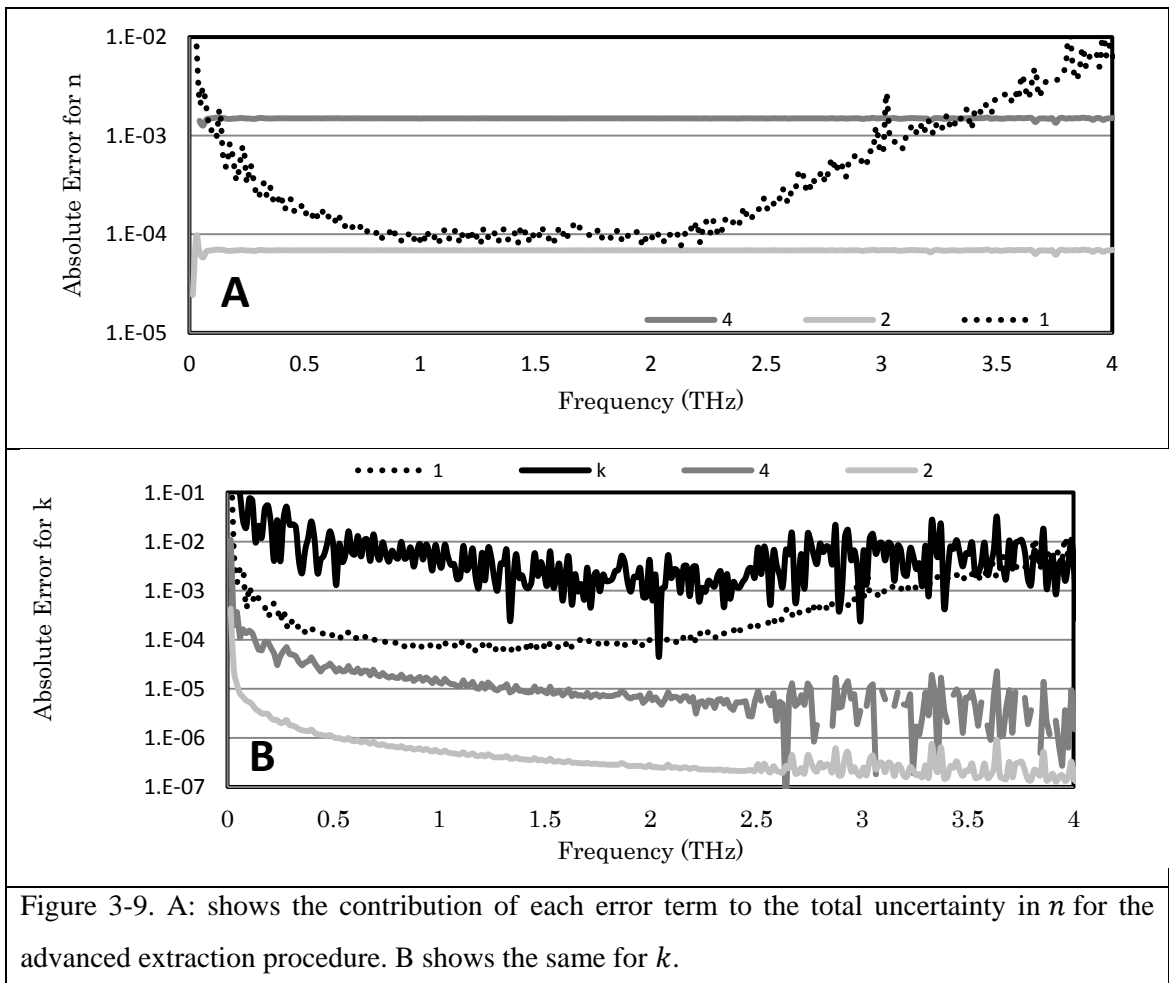 1.E-02
1.E-03
1.E-04
1.E-05
Absolute Error for n
A
4 2 1
0 0.5 1 1.5 2 2.5 3 3.5 4
Frequency (THz)
1 k 4 2
1.E-01
1.E-02
1.E-03
1.E-04
1.E-05
1.E-06
1.E-07
Absolute Error for k
B
0 0.5 1 1.5 2 2.5 3 3.5 4
Frequency (THz)
Figure 3-9. A: shows the contribution of each error term to the total uncertainty in n for the
advanced extraction procedure. B shows the same for k.